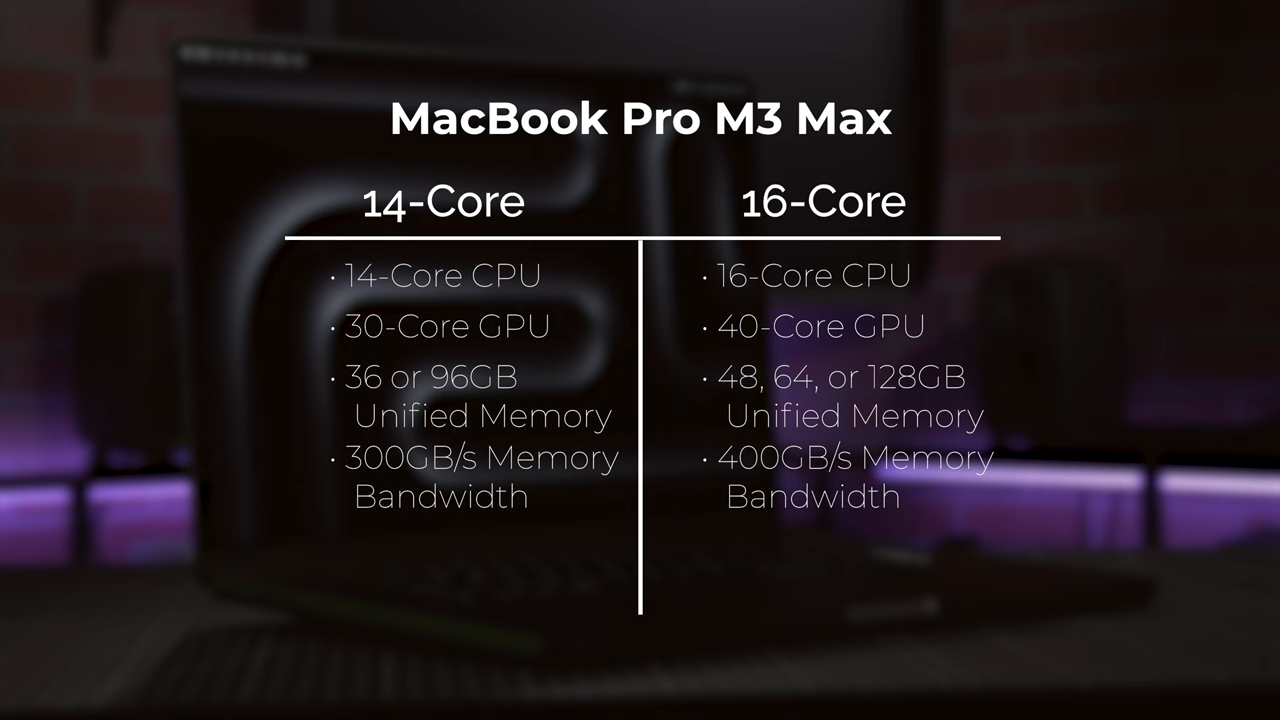 MacBook Pro M3 Max
14-Core
16-Core
· 14-Core CPU
· 30-Core GPU
· 36 or 96GB
Unified Memory
· 300GB/s Memory
Bandwidth
· 16-Core CPU
· 40-Core GPU
· 48, 64, or 128GB
Unified Memory
· 400GB/s Memory
Bandwidth